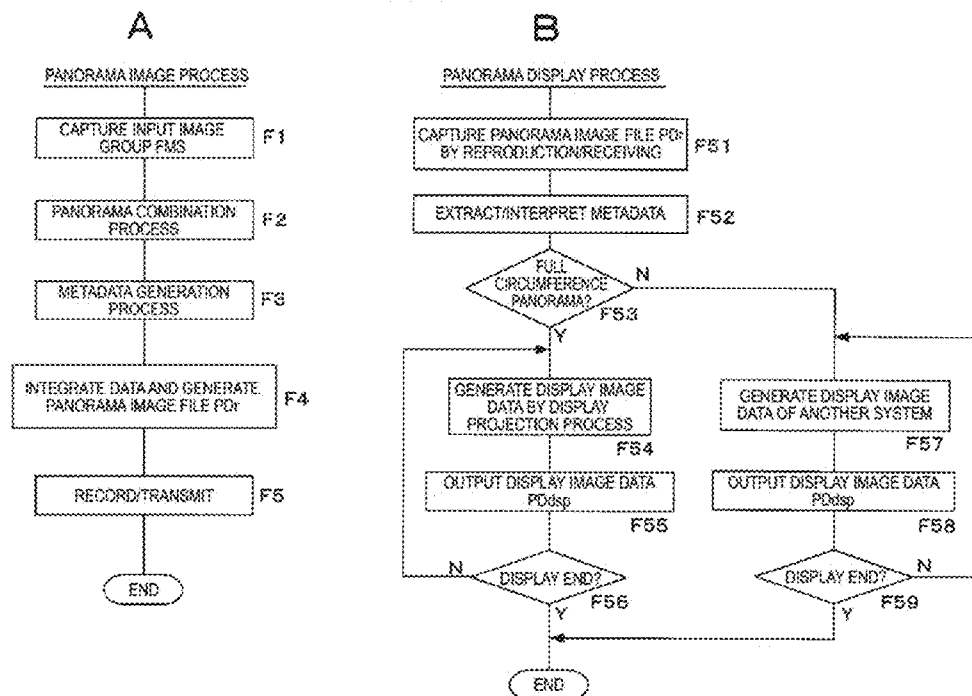 A
PANORAMA IMAGE PROCESS
CAPTURE INPUT IMAGE
GROUP FMS
F1
PANORAMA COMBINATION
PROCESS
F2
METADATA GENERATION
PROCESS
F3
INTEGRATE DATA AND GENERATE
PANORAMA IMAGE FILE PDr
F4
RECORD/TRANSMIT
F5
END
B
PANORAMA DISPLAY PROCESS
CAPTURE PANORAMA IMAGE FILE PDr
BY REPRODUCTION/RECEIVING
F51
EXTRACT/INTERPRET METADATA
F52
FULL
CIRCUMFERENCE
PANORAMA?
F53
N
Y
GENERATE DISPLAY IMAGE
DATA BY DISPLAY
PROJECTION PROCESS
F54
OUTPUT DISPLAY IMAGE DATA
PDdsp
F55
DISPLAY END?
F56
N
Y
GENERATE DISPLAY IMAGE
DATA OF ANOTHER SYSTEM
F57
OUTPUT DISPLAY IMAGE DATA
PDdsp
F58
DISPLAY END?
F59
N
Y
END